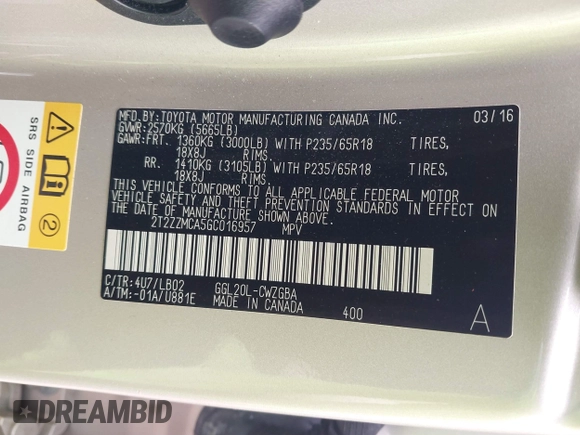 MFD.BY:TOYOTA MOTOR MANUFACTURING CANADA INC. 03/16
GVWR:2570KG (5665LB)
GAWR:FRT. 1360KG (3000LB) WITH P235/65R18 TIRES,
18X8J RIMS.
RR. 1410KG (3105LB) WITH P235/65R18 TIRES,
18X8J RIMS.
THIS VEHICLE CONFORMS TO ALL APPLICABLE FEDERAL MOTOR
VEHICLE SAFETY AND THEFT PREVENTION STANDARDS IN EFFECT ON
THE DATE OF MANUFACTURE SHOWN ABOVE.
2T2ZZMCA5GC016957 MPV
C/TR:4U7/LB02 GGL20L-CWZGBA
A/TM:-01A/U881E MADE IN CANADA 400 A
SRS SIDE AIRBAG
2
DREAMBID